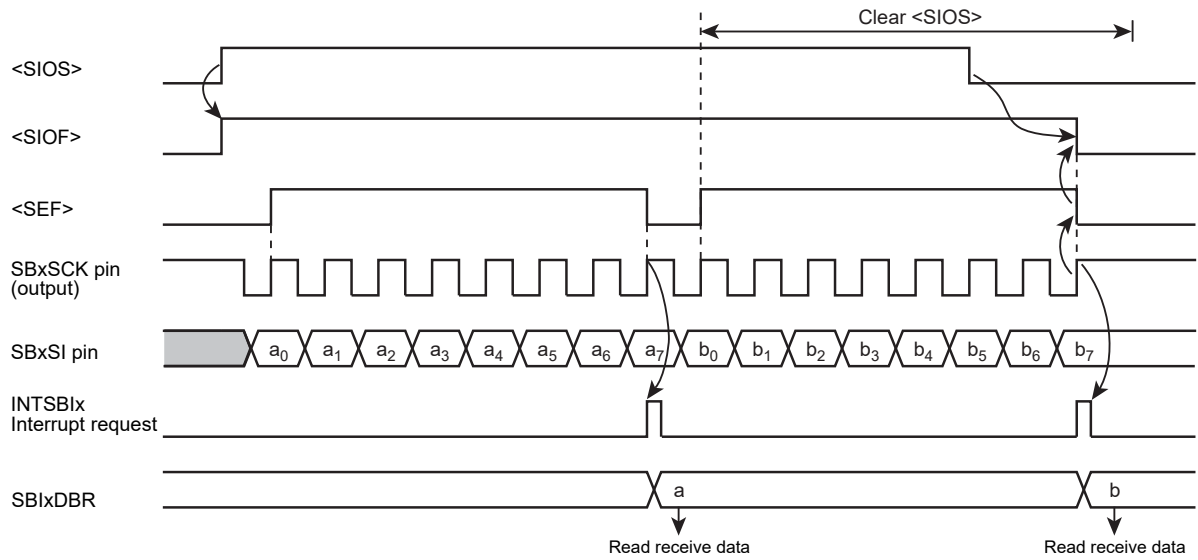 Clear <SIOS>
<SIOS>
<SIOF>
<SEF>
SBxSCK pin
(output)
SBxSI pin
a0 a1 a2 a3 a4 a5 a6 a7 b0 b1 b2 b3 b4 b5 b6 b7
INTSBIx
Interrupt request
SBIxDBR
a b
Read receive data Read receive data